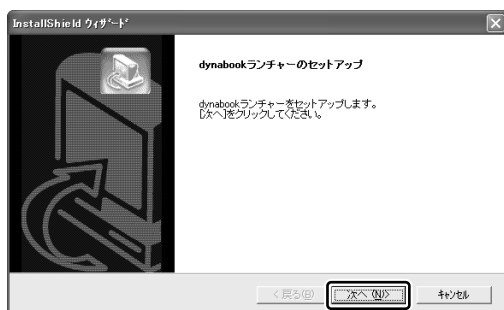 InstallShield ウィザード
dynabookランチャーのセットアップ
dynabookランチャーをセットアップします。
[次へ]をクリックしてください。
< 戻る(B) 次へ (N)> キャンセル